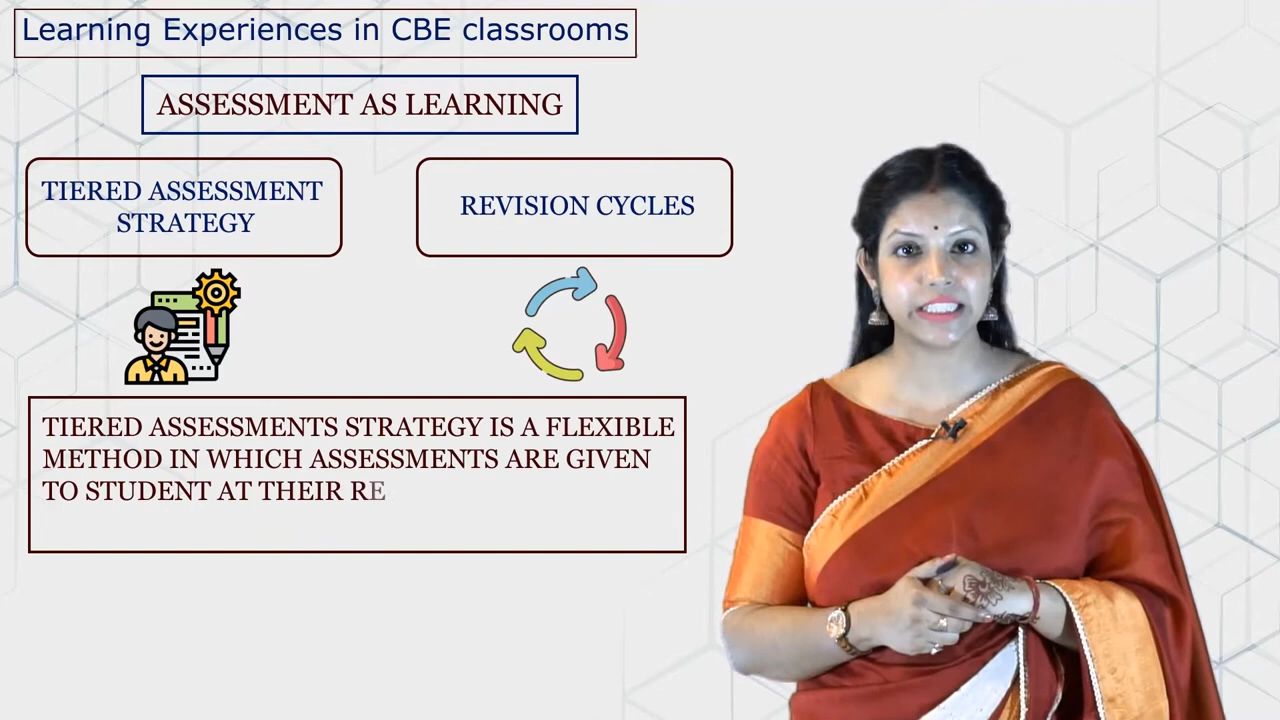 Learning Experiences in CBE classrooms
ASSESSMENT AS LEARNING
TIERED ASSESSMENT
STRATEGY
REVISION CYCLES
TIERED ASSESSMENTS STRATEGY IS A FLEXIBLE
METHOD IN WHICH ASSESSMENTS ARE GIVEN
TO STUDENT AT THEIR RE